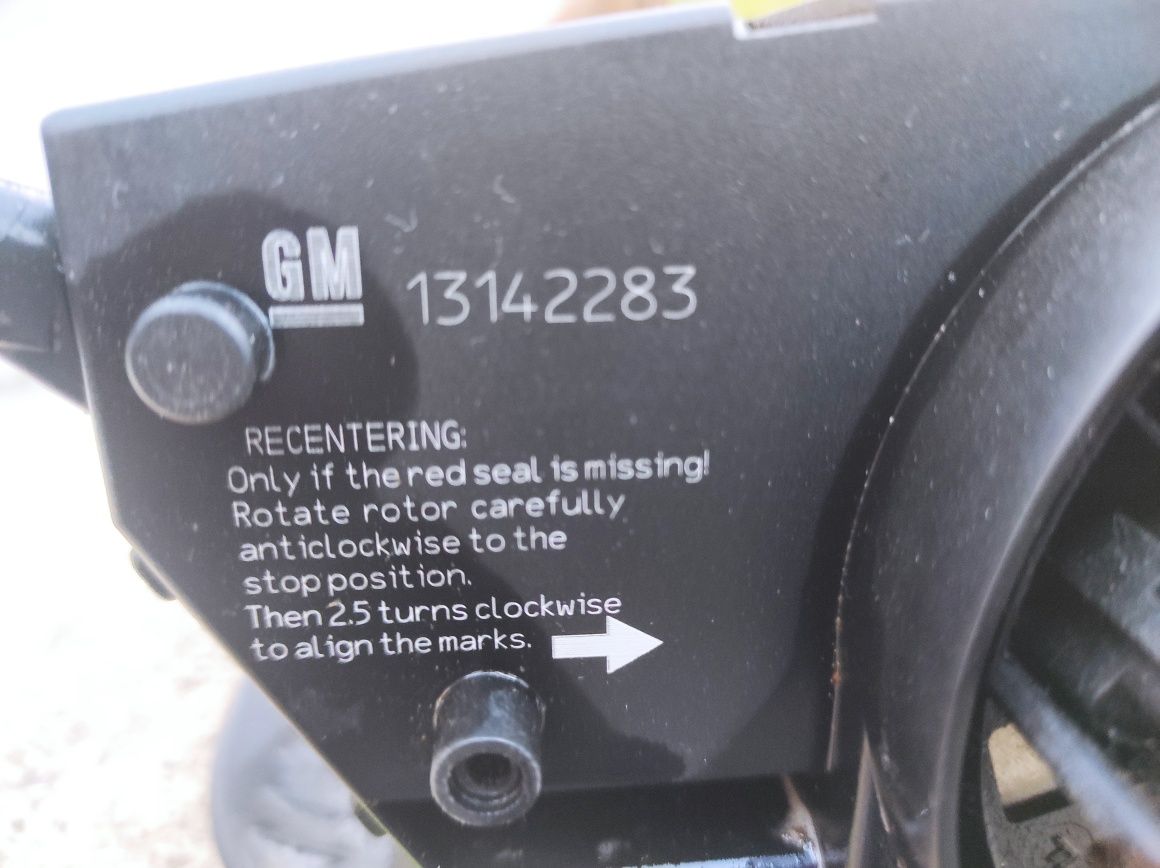 GM 13142283
RECENTERING:
Only if the red seal is missing!
Rotate rotor carefully
anticlockwise to the
stop position.
Then 2.5 turns clockwise
to align the marks.